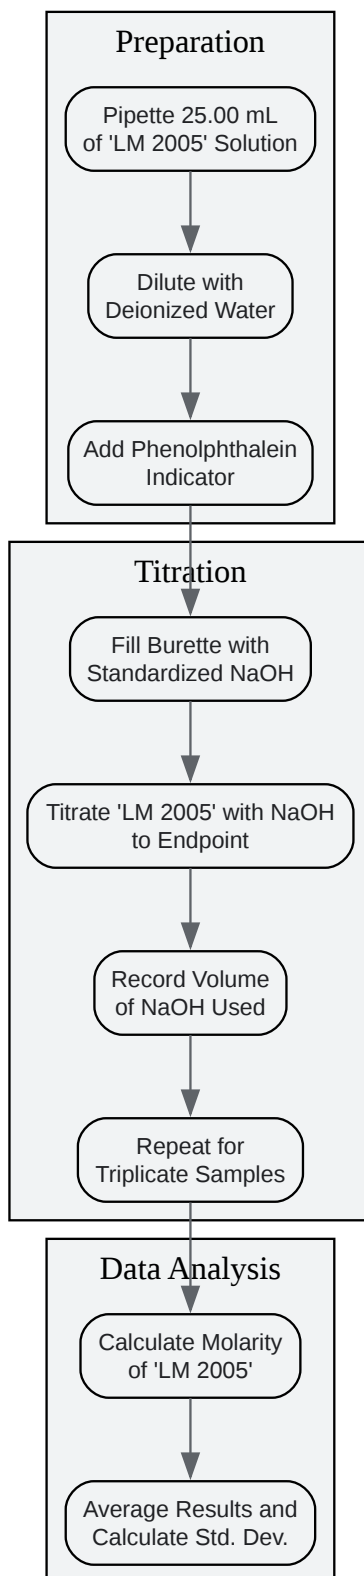 Preparation
Pipette 25.00 mL
of 'LM 2005' Solution
Dilute with
Deionized Water
Add Phenolphthalein
Indicator
Titration
Fill Burette with
Standardized NaOH
Titrate 'LM 2005' with NaOH
to Endpoint
Record Volume
of NaOH Used
Repeat for
Triplicate Samples
Data Analysis
Calculate Molarity
of 'LM 2005'
Average Results and
Calculate Std. Dev.